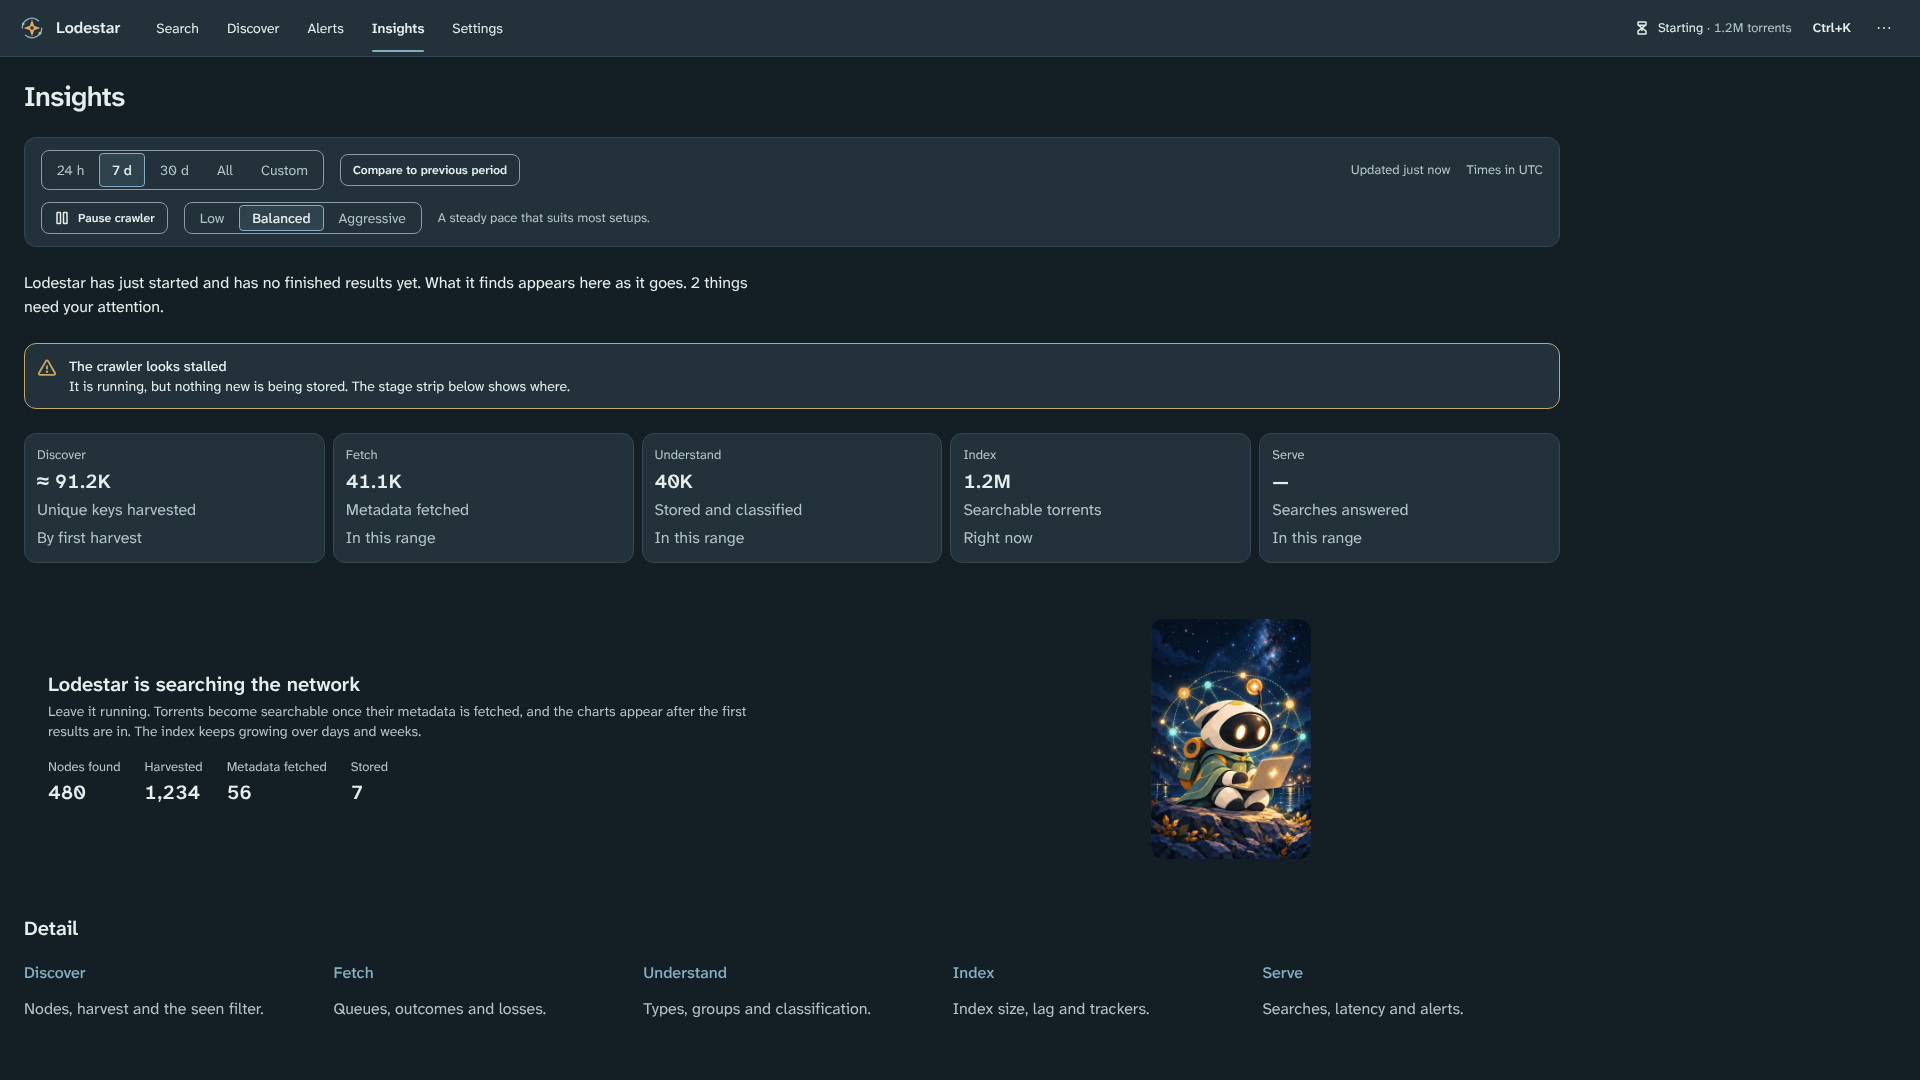 Lodestar Search Discover Alerts Insights Settings Starting · 1.2M torrents Ctrl+K ···
Insights
24 h 7 d 30 d All Custom Compare to previous period Updated just now Times in UTC
Pause crawler Low Balanced Aggressive A steady pace that suits most setups.
Lodestar has just started and has no finished results yet. What it finds appears here as it goes. 2 things
need your attention.
The crawler looks stalled
It is running, but nothing new is being stored. The stage strip below shows where.
Discover Fetch Understand Index Serve
≈ 91.2K 41.1K 40K 1.2M —
Unique keys harvested Metadata fetched Stored and classified Searchable torrents Searches answered
By first harvest In this range In this range Right now In this range
Lodestar is searching the network
Leave it running. Torrents become searchable once their metadata is fetched, and the charts appear after the first
results are in. The index keeps growing over days and weeks.
Nodes found Harvested Metadata fetched Stored
480 1,234 56 7
Detail
Discover Fetch Understand Index Serve
Nodes, harvest and the seen filter. Queues, outcomes and losses. Types, groups and classification. Index size, lag and trackers. Searches, latency and alerts.